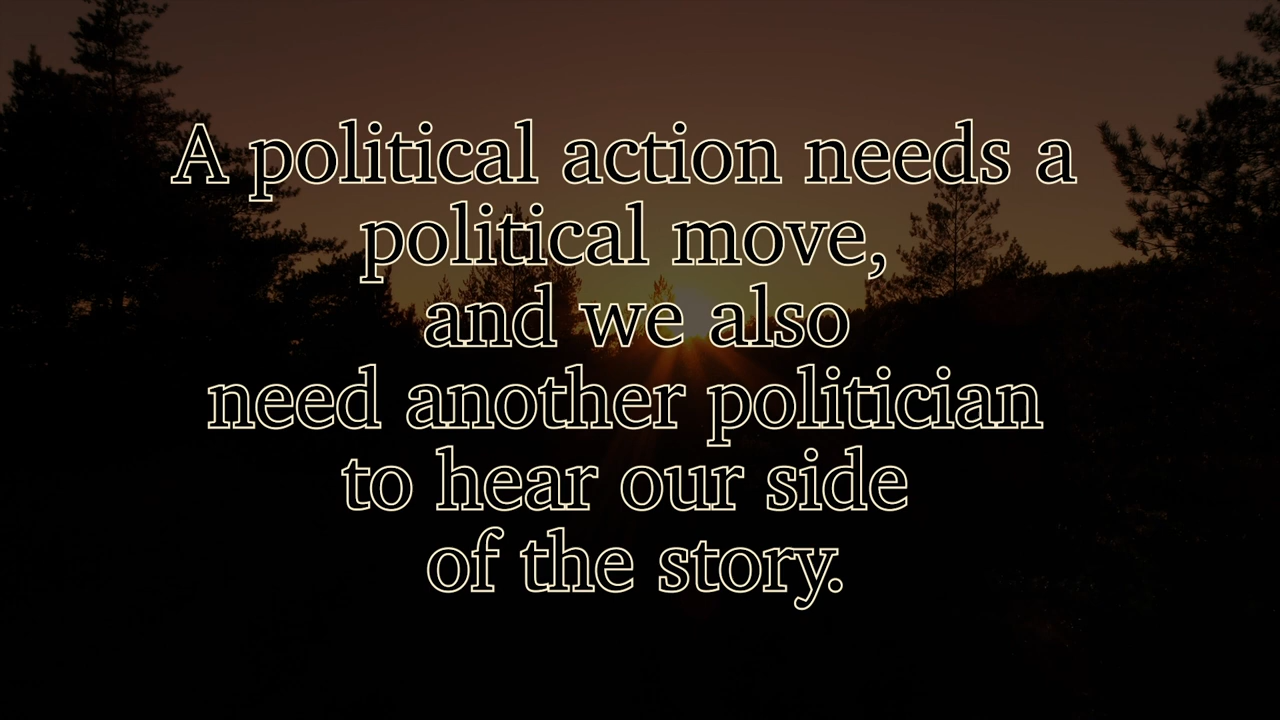 A political action needs a
political move,
and we also
need another politician
to hear our side
of the story.